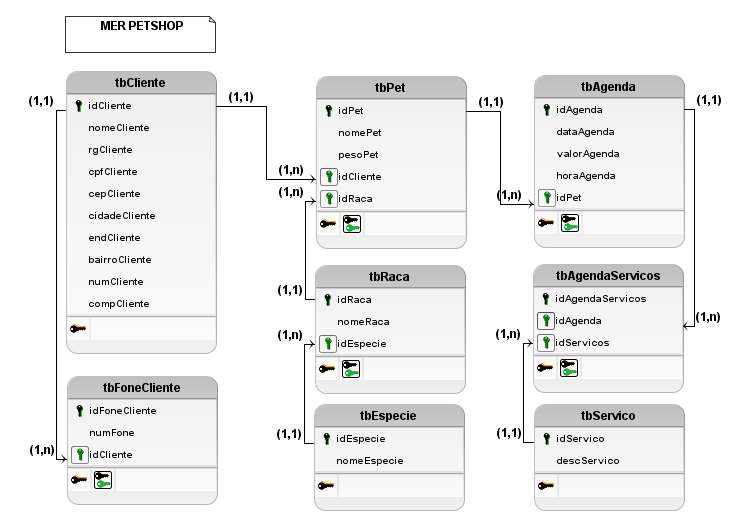 MER PETSHOP
tbCliente
(1,1)
idCliente
nomeCliente
rgCliente
cpfCliente
cepCliente
cidadeCliente
endCliente
bairroCliente
numCliente
compCliente
(1,1)
tbFoneCliente
idFoneCliente
numFone
(1,n)
idCliente
tbPet
idPet
nomePet
pesoPet
(1,n)
idCliente
(1,n)
idRaca
(1,1)
tbRaca
(1,1)
idRaca
nomeRaca
(1,n)
idEspecie
tbEspecie
(1,1)
idEspecie
nomeEspecie
tbAgenda
(1,1)
idAgenda
dataAgenda
valorAgenda
horaAgenda
(1,n)
idPet
tbAgendaServicos
idAgendaServicos
idAgenda
(1,n)
(1,n)
idServicos
tbServico
(1,1)
idServico
descServico